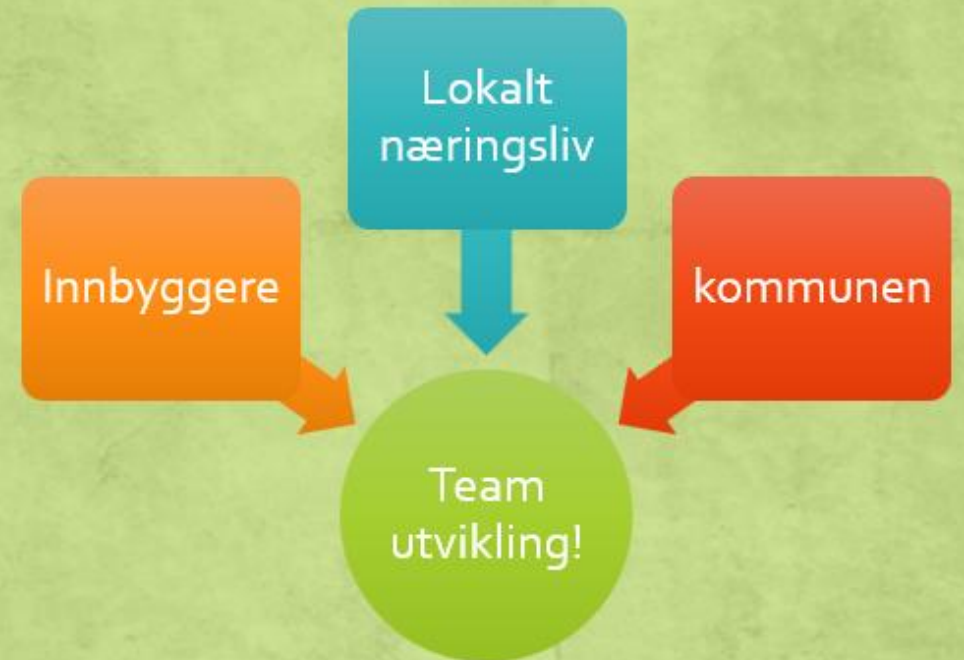 Lokalt
næringsliv
Innbyggere
kommunen
Team
utvikling!